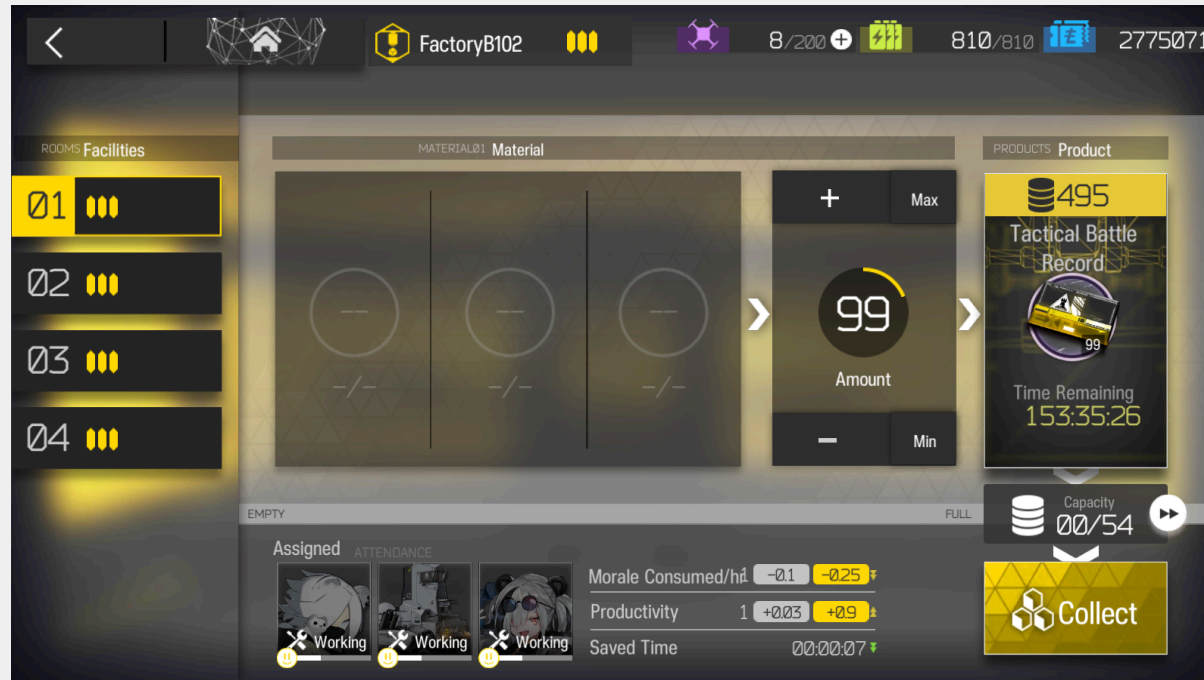 FactoryB102
8/200
810/810
2775071
ROOMS Facilities
MATERIAL01 Material
PRODUCTS Product
01
02
03
04
--
-/-
--
-/-
--
-/-
+
Max
99
Amount
−
Min
495
Tactical Battle
Record
99
Time Remaining
153:35:26
EMPTY
FULL
Capacity
00/54
Assigned ATTENDANCE
Working
Working
Working
Morale Consumed/hr 1 -0.1 -0.25
Productivity 1 +0.03 +0.9
Saved Time 00:00:07
Collect